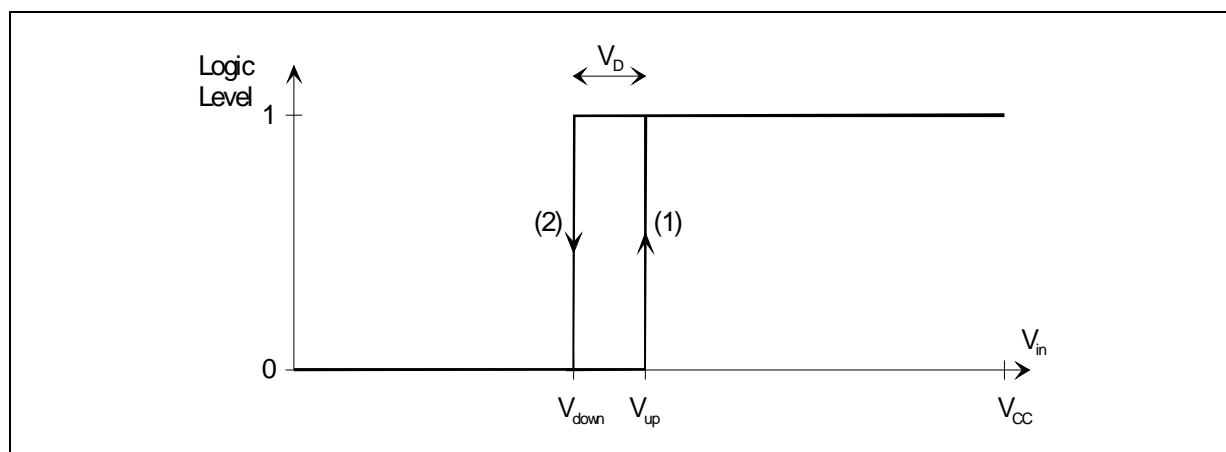 V_D
Logic
Level
1
(2)
(1)
V_in
0
V_down
V_up
V_CC